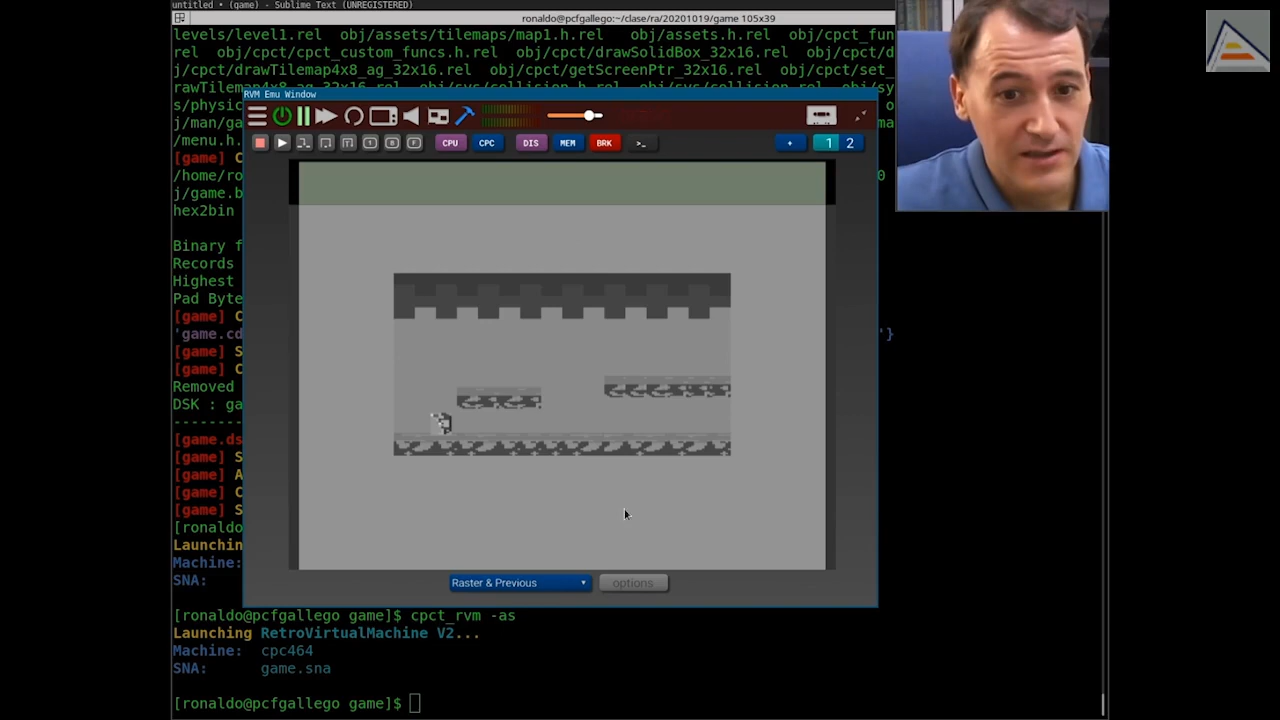 untitled • (game) - Sublime Text (UNREGISTERED)
ronaldo@pcfgallego:~/clase/ra/20201019/game 105x39
levels/level1.rel obj/assets/tilemaps/map1.h.rel obj/assets.h.rel obj/cpct_fun
rel obj/cpct/cpct_custom_funcs.h.rel obj/cpct/drawSolidBox_32x16.rel obj/cpct/d
j/cpct/drawTilemap4x8_ag_32x16.rel obj/cpct/getScreenPtr_32x16.rel obj/cpct/set_
RVM Emu Window
s/physic
j/man/ga
/menu.h.
CPU CPC DIS MEM BRK >_ + 1 2
[game] C
/home/ro 0
j/game.b
hex2bin
Binary f
Records
Highest
Pad Byte
[game] C
'game.cd '}
[game] S
[game] C
Removed
DSK : ga
[game.ds
[game] S
[game] A
[game] C
[game] S
[ronaldo
Launchin
Machine:
SNA:
Raster & Previous options
[ronaldo@pcfgallego game]$ cpct_rvm -as
Launching RetroVirtualMachine V2...
Machine: cpc464
SNA: game.sna
[ronaldo@pcfgallego game]$